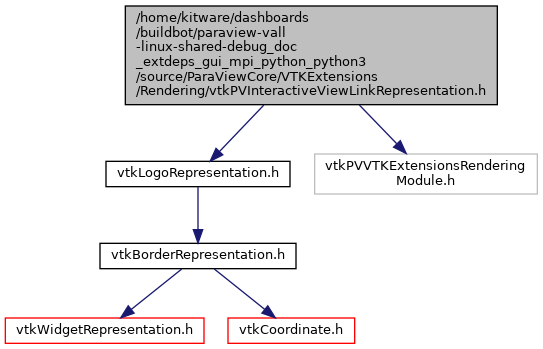 /home/kitware/dashboards
/buildbot/paraview-vall
-linux-shared-debug_doc
_extdeps_gui_mpi_python_python3
/source/ParaViewCore/VTKExtensions
/Rendering/vtkPVInteractiveViewLinkRepresentation.h
vtkLogoRepresentation.h
vtkPVVTKExtensionsRendering
Module.h
vtkBorderRepresentation.h
vtkWidgetRepresentation.h
vtkCoordinate.h